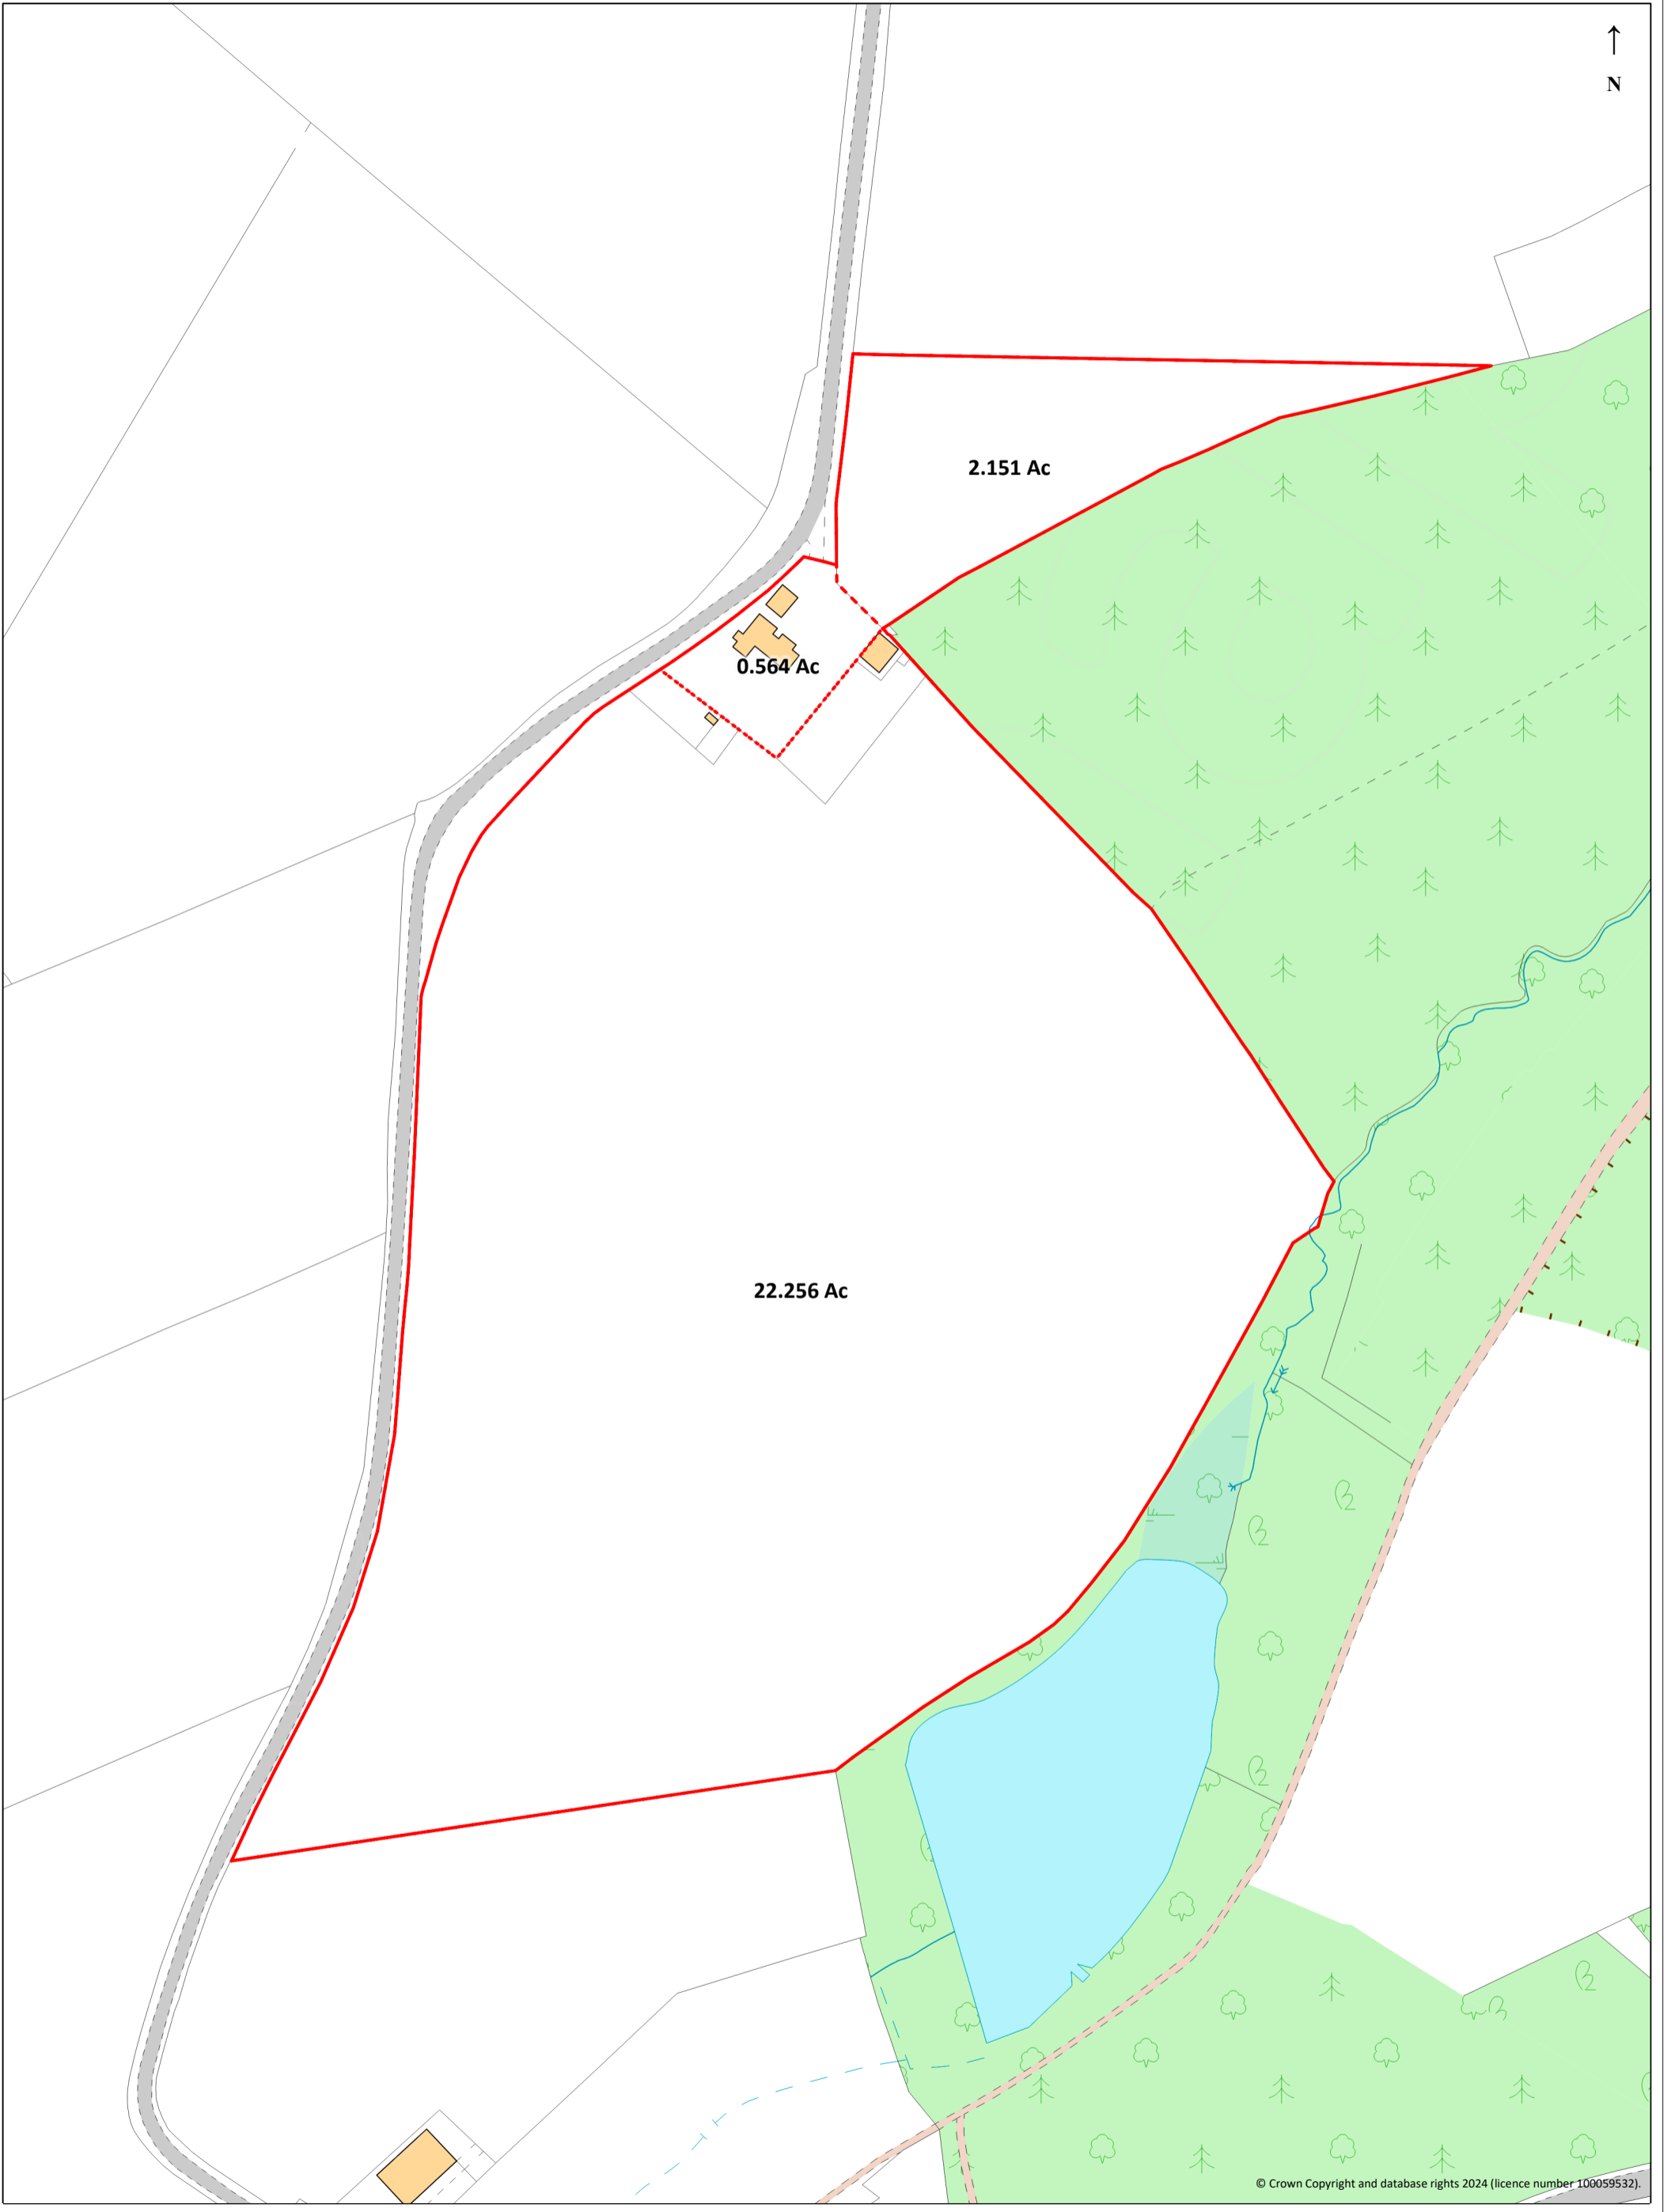 N
2.151 Ac
0.564 Ac
22.256 Ac
© Crown Copyright and database rights 2024 (licence number 100059532).